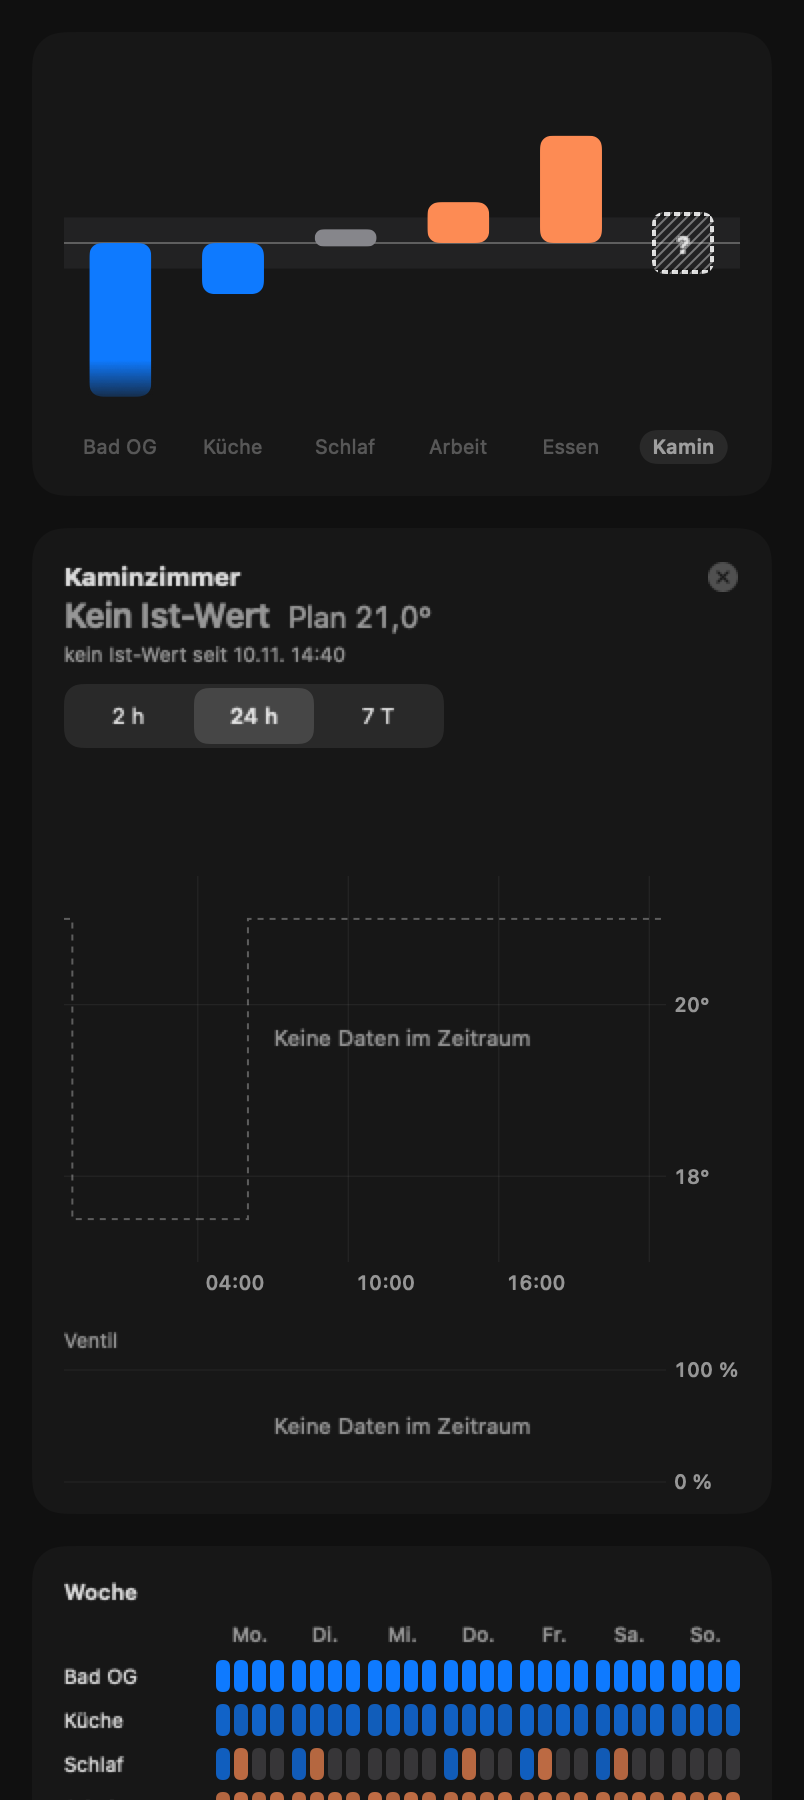 ?
Bad OG Küche Schlaf Arbeit Essen Kamin
Kaminzimmer
Kein Ist-Wert Plan 21,0°
kein Ist-Wert seit 10.11. 14:40
2 h 24 h 7 T
20°
Keine Daten im Zeitraum
18°
04:00 10:00 16:00
Ventil
100 %
Keine Daten im Zeitraum
0 %
Woche
Mo. Di. Mi. Do. Fr. Sa. So.
Bad OG
Küche
Schlaf